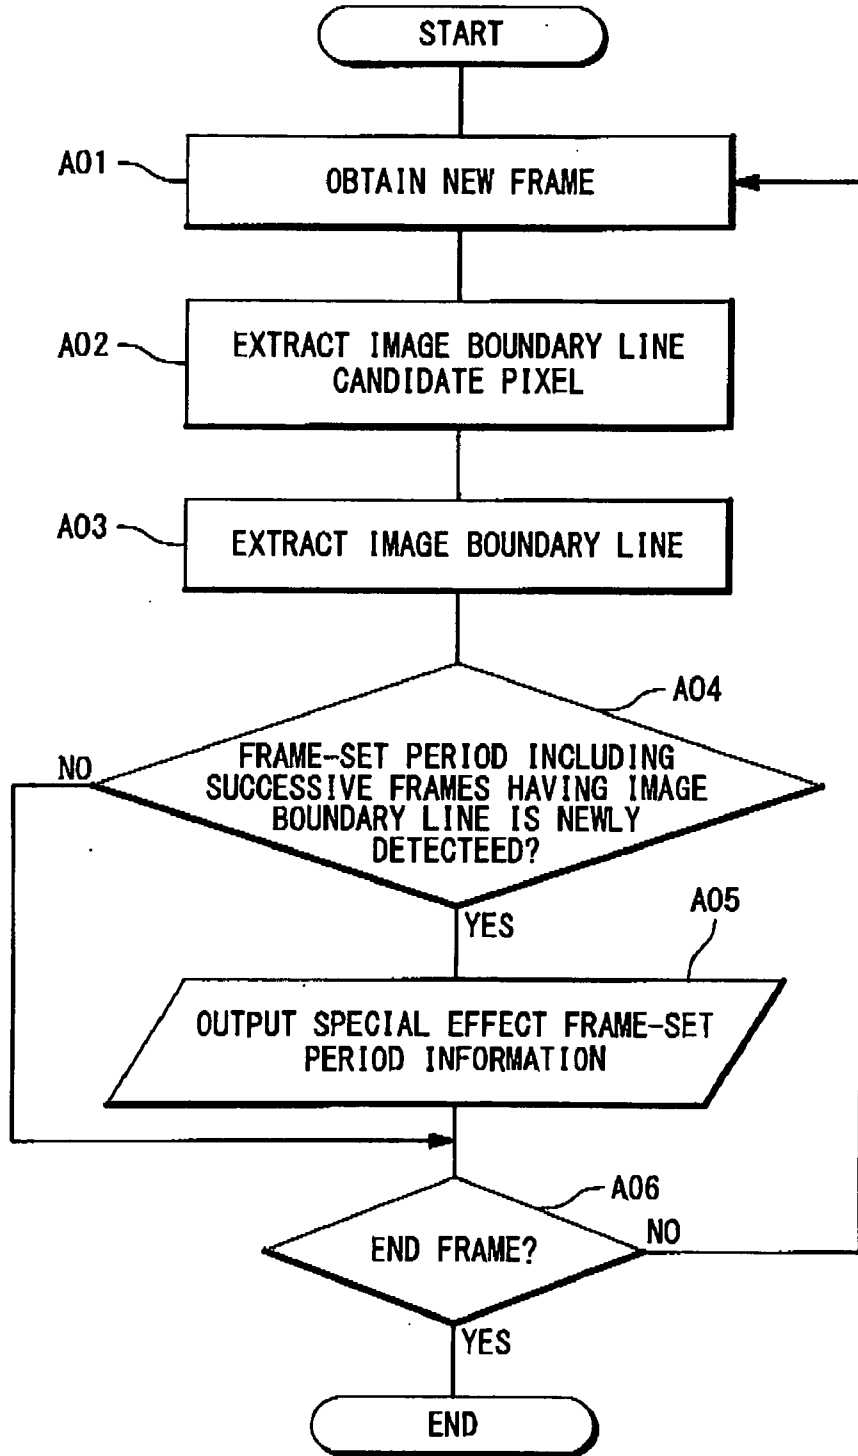 START
A01
OBTAIN NEW FRAME
A02
EXTRACT IMAGE BOUNDARY LINE
CANDIDATE PIXEL
A03
EXTRACT IMAGE BOUNDARY LINE
A04
NO
FRAME-SET PERIOD INCLUDING
SUCCESSIVE FRAMES HAVING IMAGE
BOUNDARY LINE IS NEWLY
DETECTEED?
YES
A05
OUTPUT SPECIAL EFFECT FRAME-SET
PERIOD INFORMATION
A06
END FRAME?
NO
YES
END